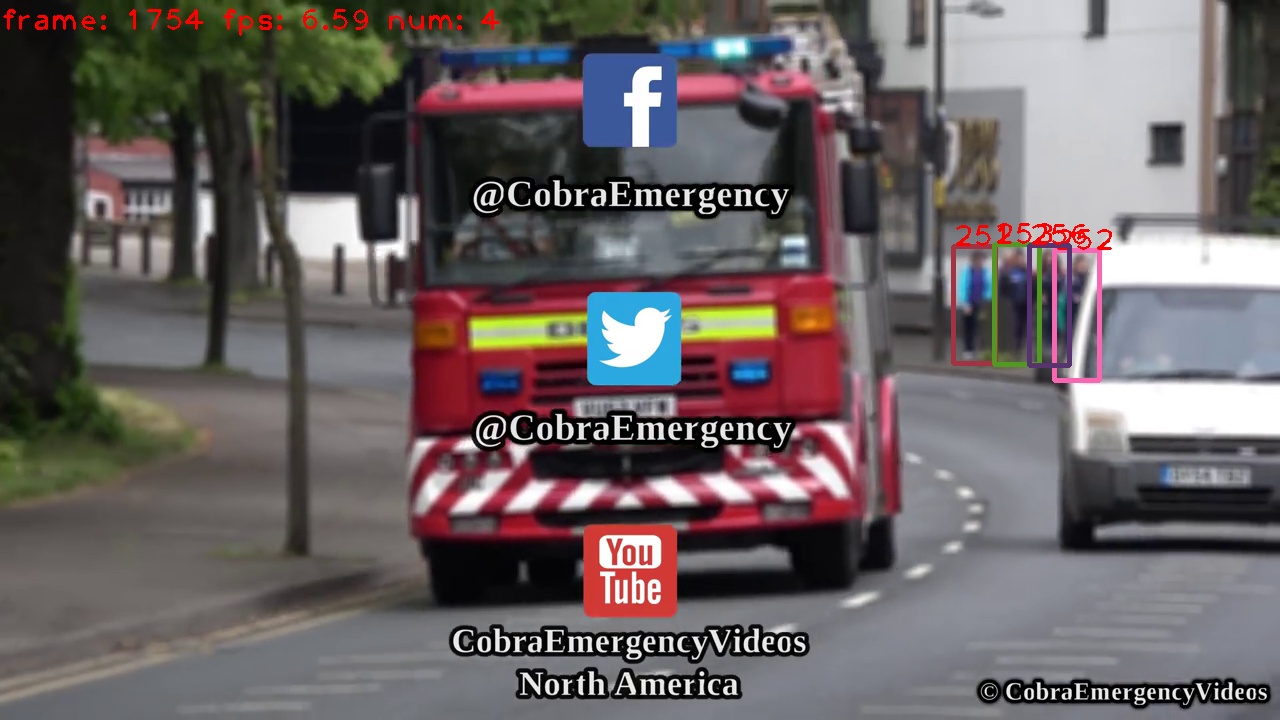 frame: 1754 fps: 6.59 num: 4
f
@CobraEmergency
@CobraEmergency
You
Tube
CobraEmergencyVideos
North America
© CobraEmergencyVideos